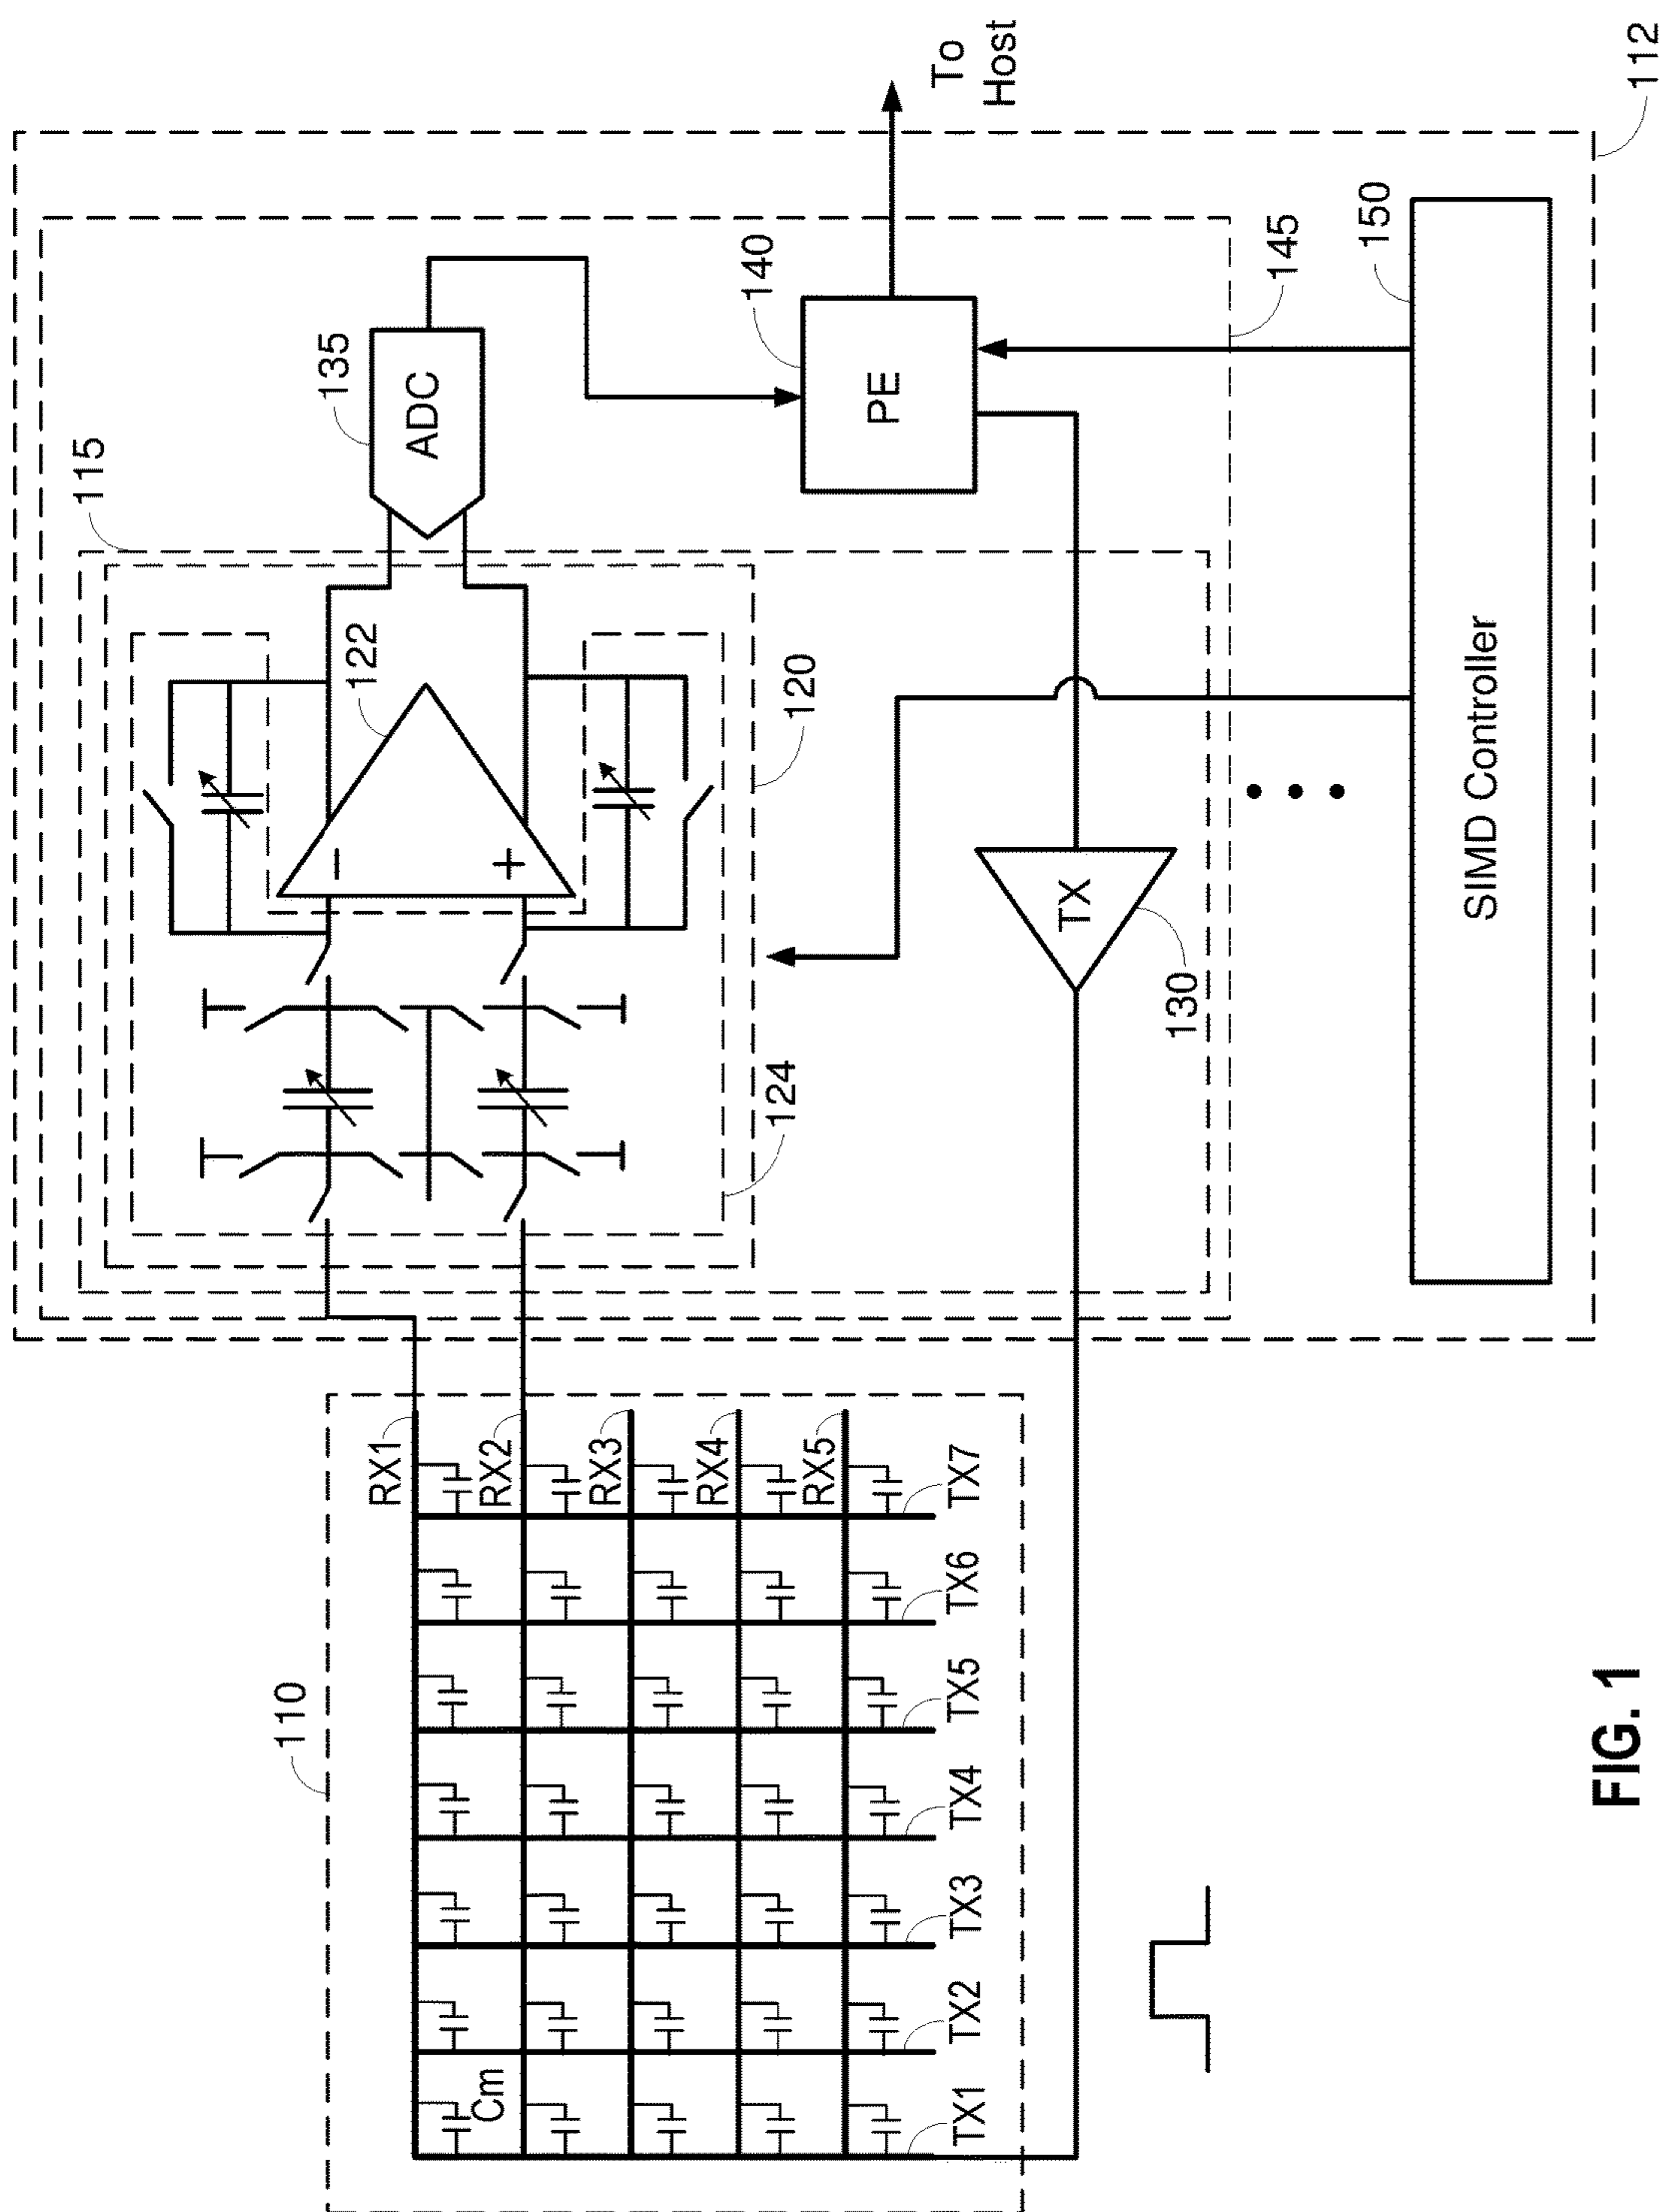 110
RX1
RX2
RX3
RX4
RX5
Cm
TX1
TX2
TX3
TX4
TX5
TX6
TX7
115
135
ADC
122
−
+
120
124
140
PE
To
Host
TX
130
145
150
SIMD Controller
112
FIG. 1